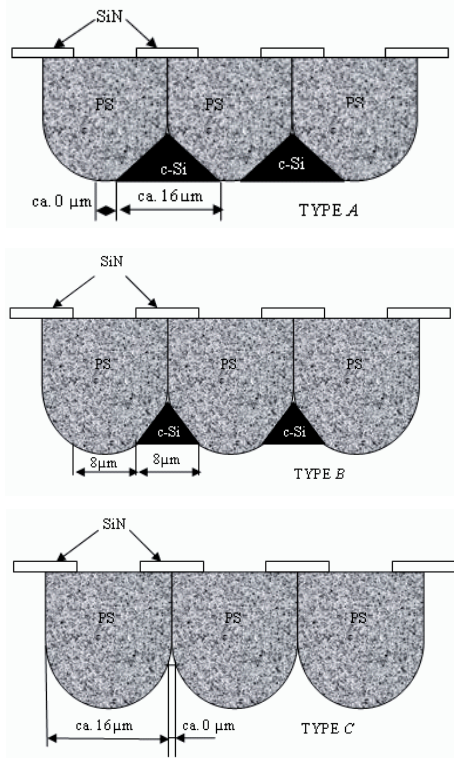 SiN
PS PS PS
c-Si c-Si
ca. 0 μm ca. 16μm
TYPE A
SiN
PS PS PS
c-Si c-Si
8μm 8μm
TYPE B
SiN
PS PS PS
ca. 16μm ca. 0 μm
TYPE C